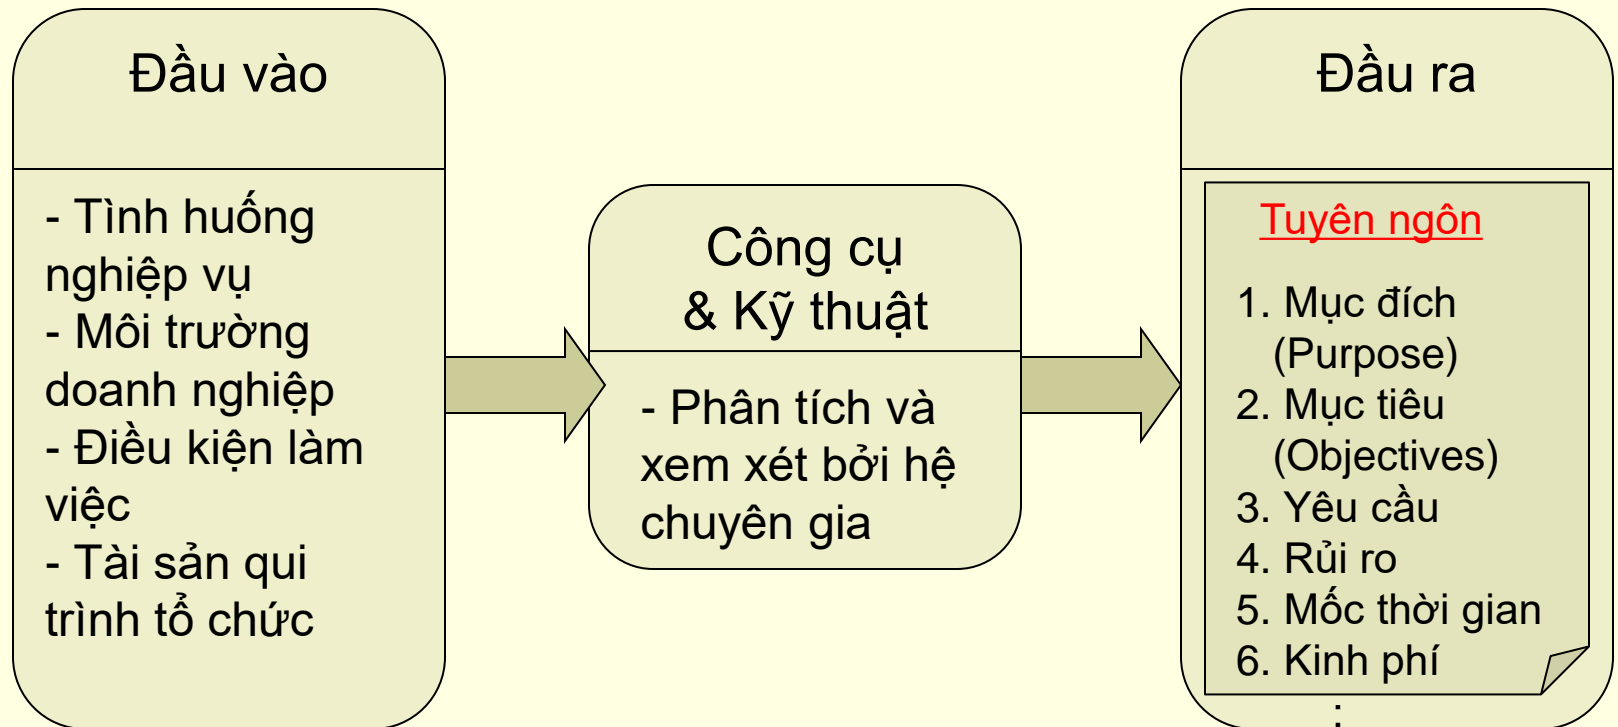 Đầu vào
- Tình huống
nghiệp vụ
- Môi trường
doanh nghiệp
- Điều kiện làm
việc
- Tài sản qui
trình tổ chức
Công cụ
& Kỹ thuật
- Phân tích và
xem xét bởi hệ
chuyên gia
Đầu ra
Tuyên ngôn
1. Mục đích
(Purpose)
2. Mục tiêu
(Objectives)
3. Yêu cầu
4. Rủi ro
5. Mốc thời gian
6. Kinh phí